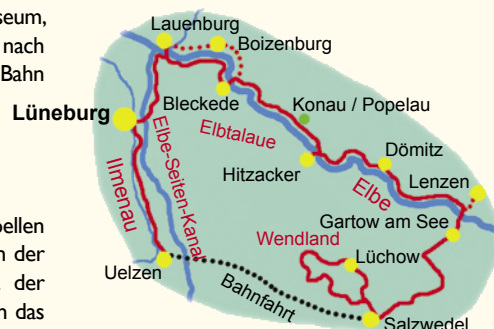 seum,
nach
Bahn
Lauenburg
Boizenburg
Bleckede
Konau / Popelau
Lüneburg
Elbtalaue
Elbe-Seiten-Kanal
Ilmenau
Hitzacker
Dömitz
Elbe
Lenzen
Gartow am See
Wendland
Lüchow
Uelzen
Bahnfahrt
Salzwedel
bellen
n der
der
das